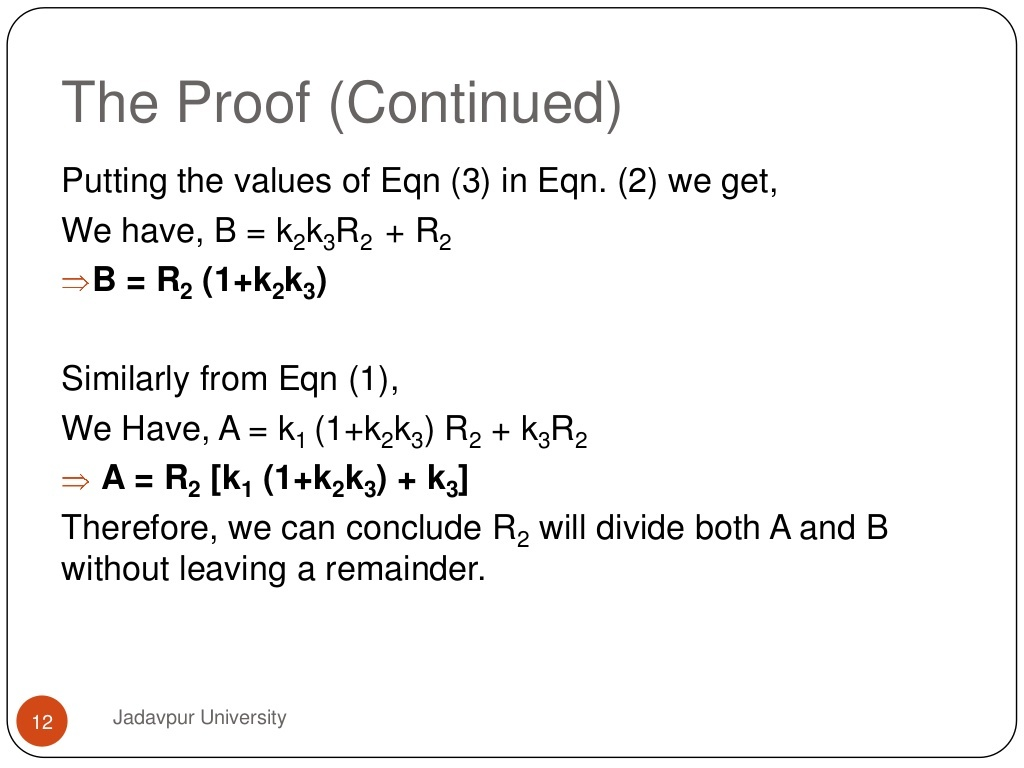 The Proof (Continued)
Putting the values of Eqn (3) in Eqn. (2) we get,
We have, B = k₂k₃R₂ + R₂
⇒B = R₂ (1+k₂k₃)
Similarly from Eqn (1),
We Have, A = k₁ (1+k₂k₃) R₂ + k₃R₂
⇒ A = R₂ [k₁ (1+k₂k₃) + k₃]
Therefore, we can conclude R₂ will divide both A and B
without leaving a remainder.
12
Jadavpur University